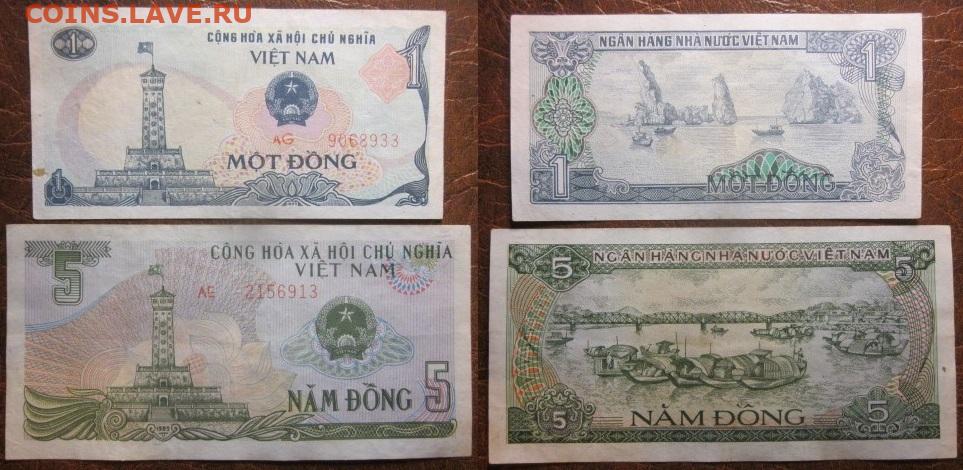 COINS.LAVE.RU
1
CỘNG HÒA XÃ HỘI CHỦ NGHĨA
VIỆT NAM
1
AG 9068933
MỘT ĐỒNG
NGÂN HÀNG NHÀ NƯỚC VIỆT NAM
1
1
MỘT ĐỒNG
5
CỘNG HÒA XÃ HỘI CHỦ NGHĨA
VIỆT NAM
AE 2156913
NĂM ĐỒNG 5
1985
5 NGÂN HÀNG NHÀ NƯỚC VIỆT NAM 5
5 NĂM ĐỒNG 5